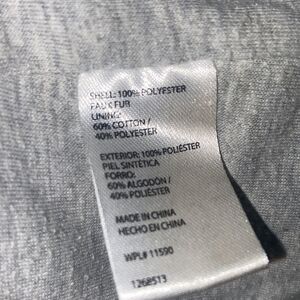 SHELL: 100% POLYESTER
FAUX FUR
LINING:
60% COTTON /
40% POLYESTER
EXTERIOR: 100% POLIÉSTER
PIEL SINTÉTICA
FORRO:
60% ALGODÓN /
40% POLIÉSTER
MADE IN CHINA
HECHO EN CHINA
WPL# 11590
1268513